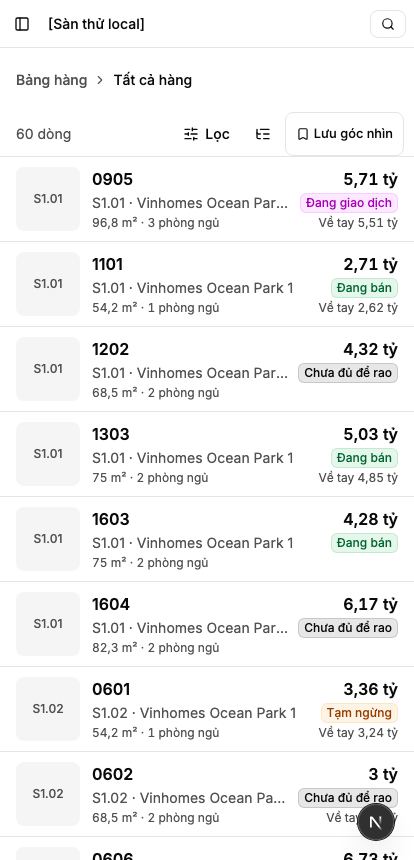 [Sàn thử local]
Bảng hàng > Tất cả hàng
60 dòng Lọc Lưu góc nhìn
S1.01
0905 5,71 tỷ
S1.01 · Vinhomes Ocean Par... Đang giao dịch
96,8 m² · 3 phòng ngủ Về tay 5,51 tỷ
S1.01
1101 2,71 tỷ
S1.01 · Vinhomes Ocean Park 1 Đang bán
54,2 m² · 1 phòng ngủ Về tay 2,62 tỷ
S1.01
1202 4,32 tỷ
S1.01 · Vinhomes Ocean Par... Chưa đủ để rao
68,5 m² · 2 phòng ngủ
S1.01
1303 5,03 tỷ
S1.01 · Vinhomes Ocean Park 1 Đang bán
75 m² · 2 phòng ngủ Về tay 4,85 tỷ
S1.01
1603 4,28 tỷ
S1.01 · Vinhomes Ocean Park 1 Đang bán
75 m² · 2 phòng ngủ
S1.01
1604 6,17 tỷ
S1.01 · Vinhomes Ocean Par... Chưa đủ để rao
82,3 m² · 2 phòng ngủ
S1.02
0601 3,36 tỷ
S1.02 · Vinhomes Ocean Park 1 Tạm ngừng
54,2 m² · 1 phòng ngủ Về tay 3,24 tỷ
S1.02
0602 3 tỷ
S1.02 · Vinhomes Ocean Pa... Chưa đủ để rao
68,5 m² · 2 phòng ngủ Về
N
0606 6,73 tỷ